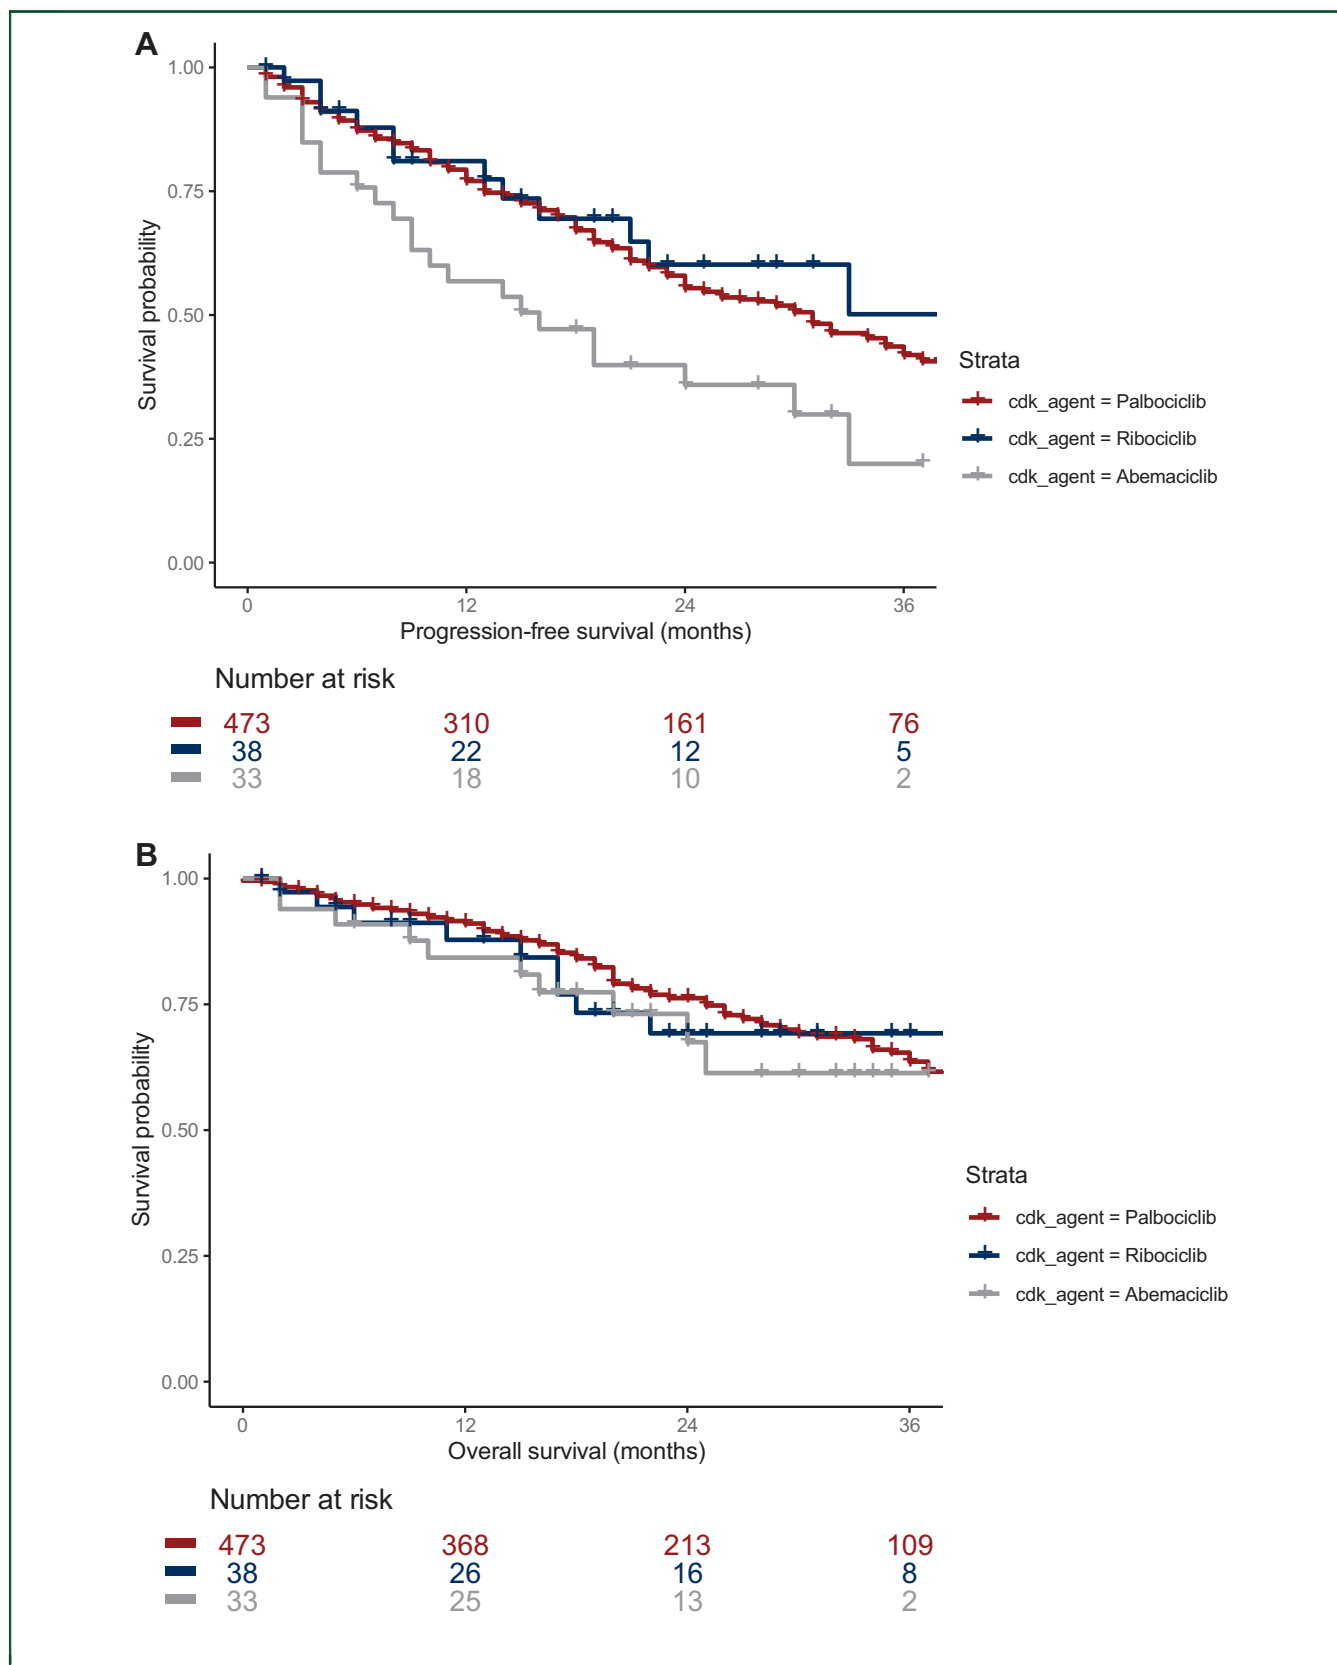 A
1.00
0.75
0.50
0.25
0.00
Survival probability
0 12 24 36
Progression-free survival (months)
Strata
cdk_agent = Palbociclib
cdk_agent = Ribociclib
cdk_agent = Abemaciclib
Number at risk
473 310 161 76
38 22 12 5
33 18 10 2
B
1.00
0.75
0.50
0.25
0.00
Survival probability
0 12 24 36
Overall survival (months)
Strata
cdk_agent = Palbociclib
cdk_agent = Ribociclib
cdk_agent = Abemaciclib
Number at risk
473 368 213 109
38 26 16 8
33 25 13 2